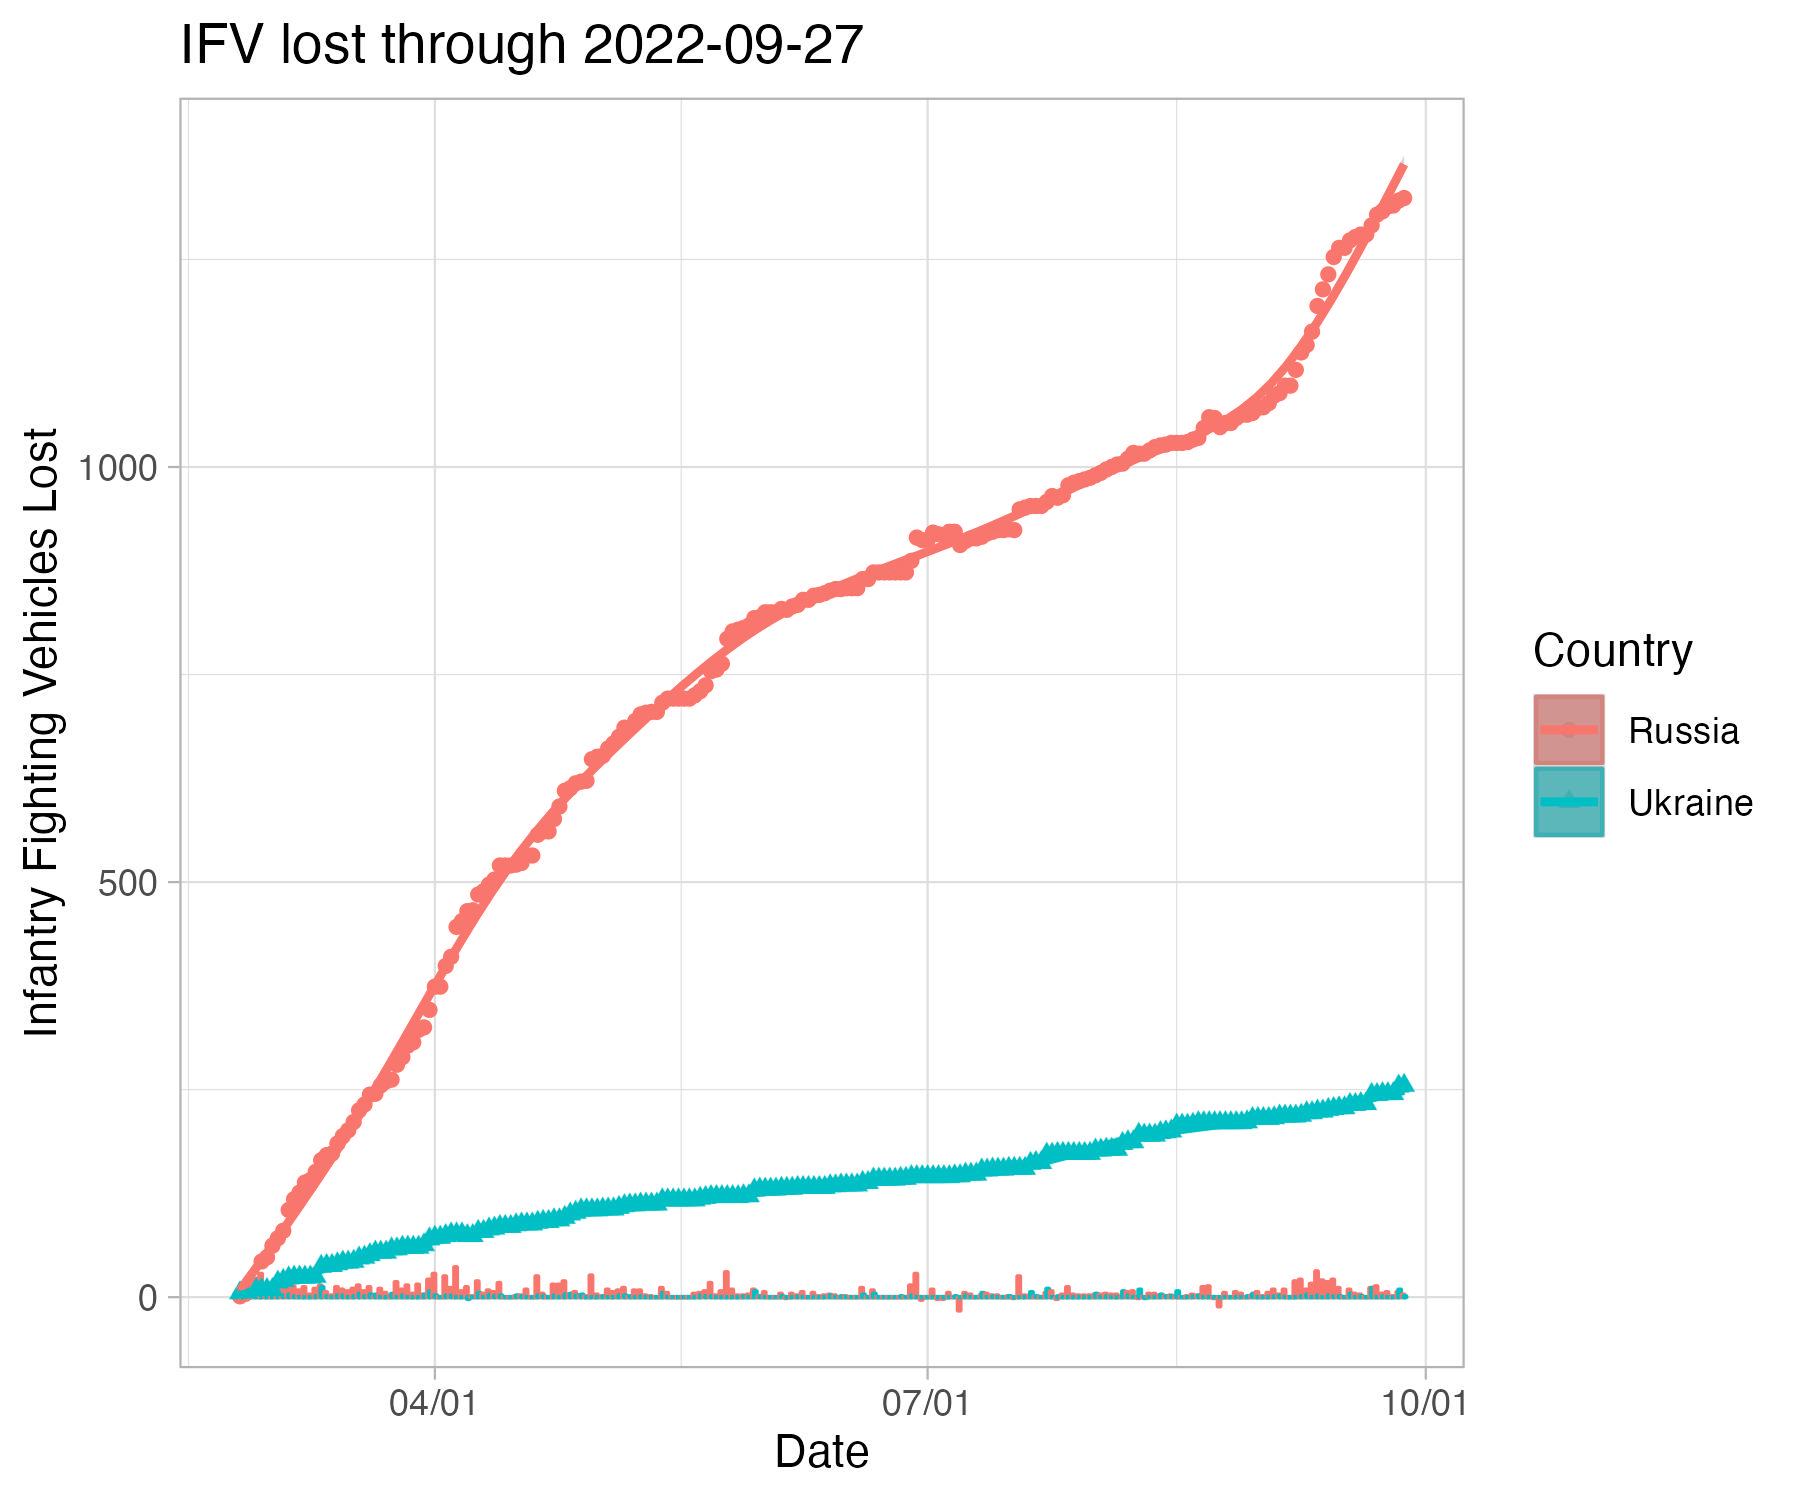 IFV lost through 2022-09-27
Infantry Fighting Vehicles Lost
1000
500
0
04/01
07/01
10/01
Date
Country
Russia
Ukraine